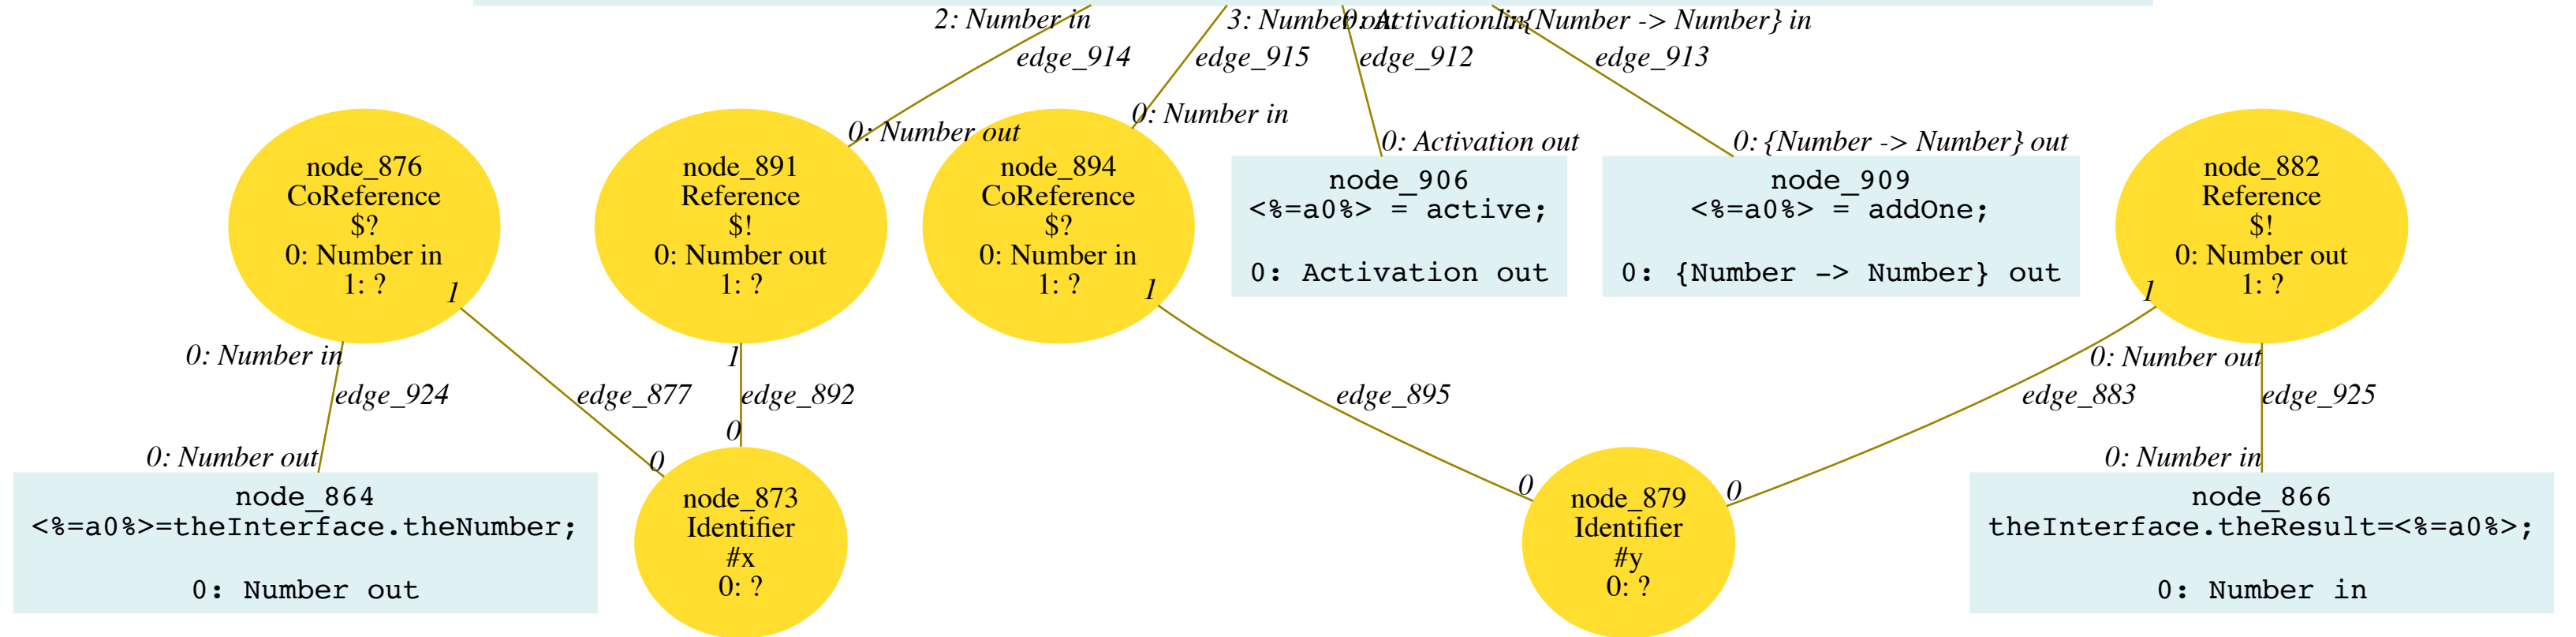 2: Number in
3: Number out
0: Activation in
1: {Number -> Number} in
edge_914
edge_915
edge_912
edge_913
0: Number out
0: Number in
0: Activation out
0: {Number -> Number} out
node_876
CoReference
$?
0: Number in
1: ?
1
node_891
Reference
$!
0: Number out
1: ?
node_894
CoReference
$?
0: Number in
1: ?
1
node_906
<%=a0%> = active;
0: Activation out
node_909
<%=a0%> = addOne;
0: {Number -> Number} out
node_882
Reference
$!
0: Number out
1: ?
1
0: Number in
1
0: Number out
edge_924
edge_877
edge_892
edge_895
edge_883
edge_925
0: Number out
0
0
0
0
0: Number in
node_864
<%=a0%>=theInterface.theNumber;
0: Number out
node_873
Identifier
#x
0: ?
node_879
Identifier
#y
0: ?
node_866
theInterface.theResult=<%=a0%>;
0: Number in